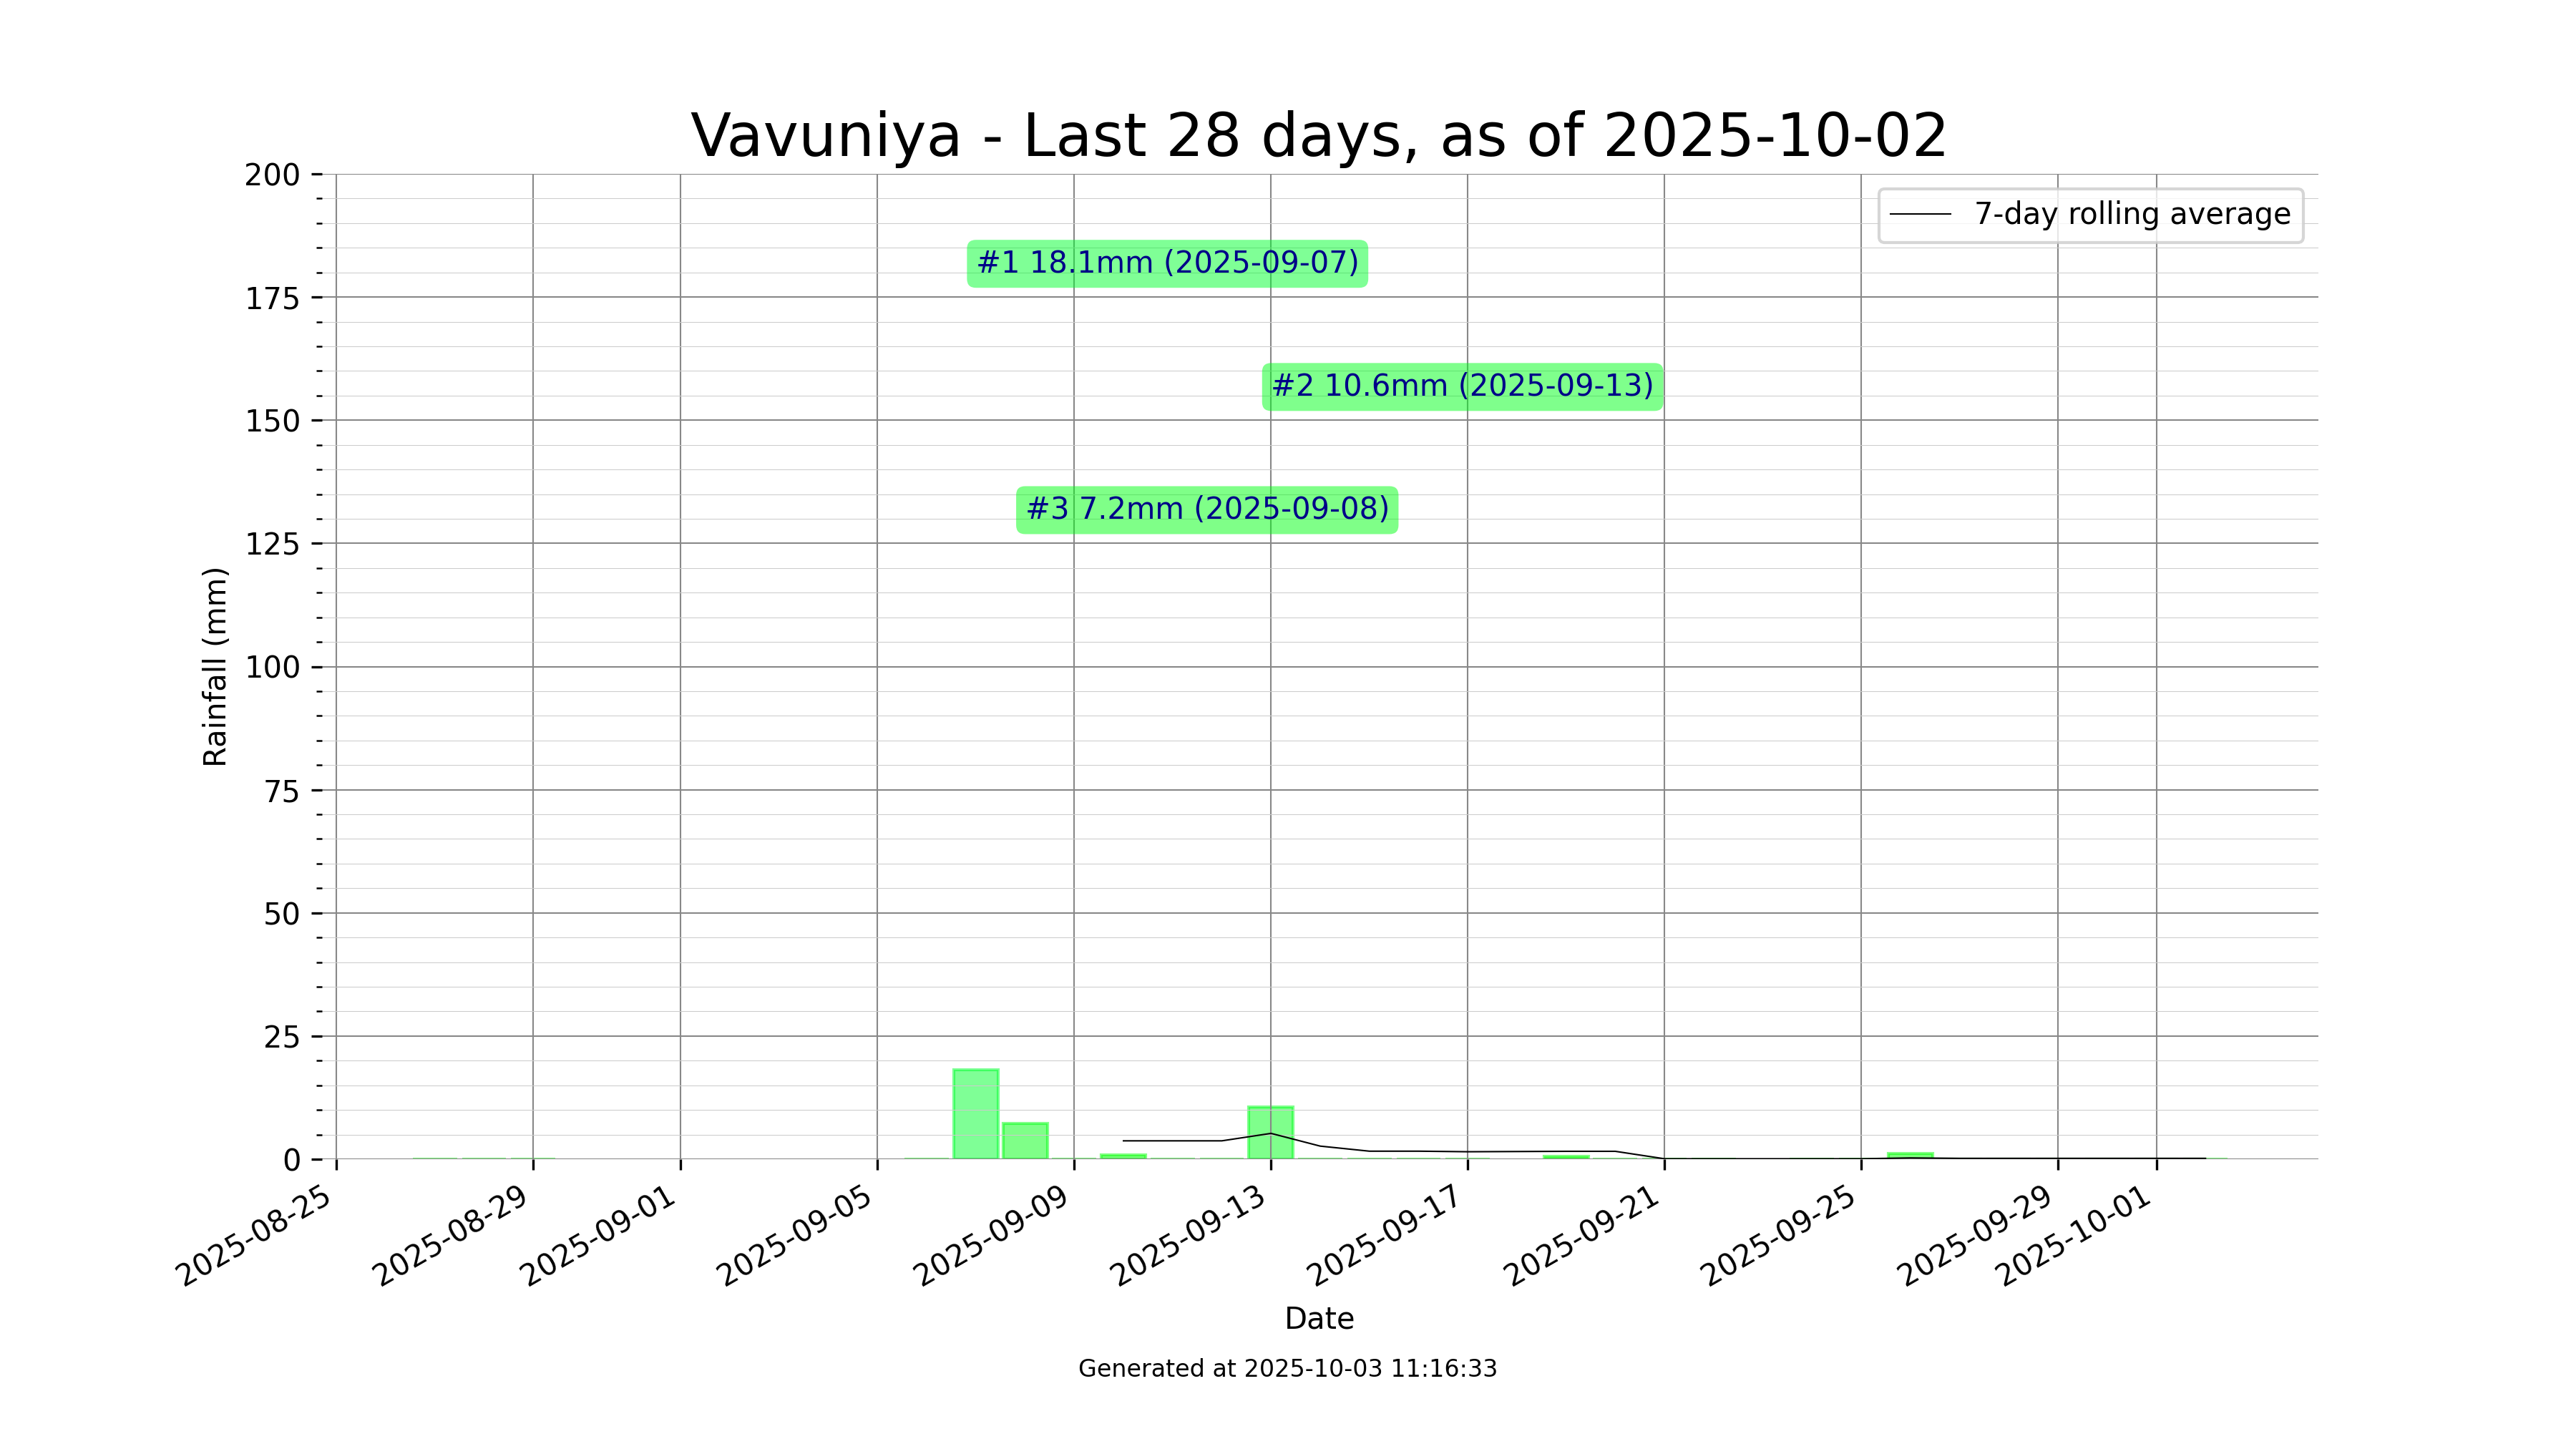 Vavuniya - Last 28 days, as of 2025-10-02
7-day rolling average
#1 18.1mm (2025-09-07)
#2 10.6mm (2025-09-13)
#3 7.2mm (2025-09-08)
Rainfall (mm)
200
175
150
125
100
75
50
25
0
2025-08-25
2025-08-29
2025-09-01
2025-09-05
2025-09-09
2025-09-13
2025-09-17
2025-09-21
2025-09-25
2025-09-29
2025-10-01
Date
Generated at 2025-10-03 11:16:33